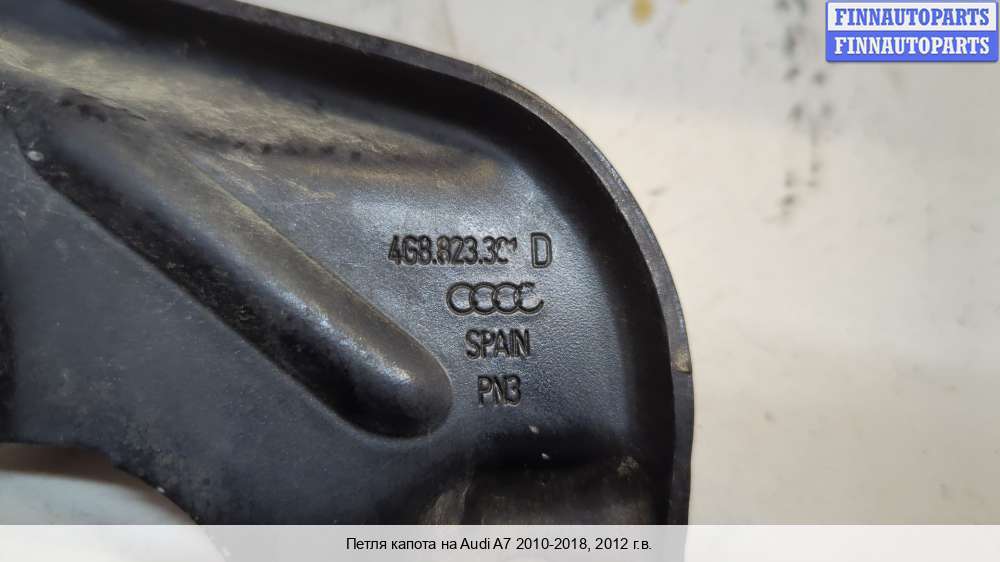 FINNAUTOPARTS
FINNAUTOPARTS
4G8.823.301 D
SPAIN
PN3
Петля капота на Audi A7 2010-2018, 2012 г.в.